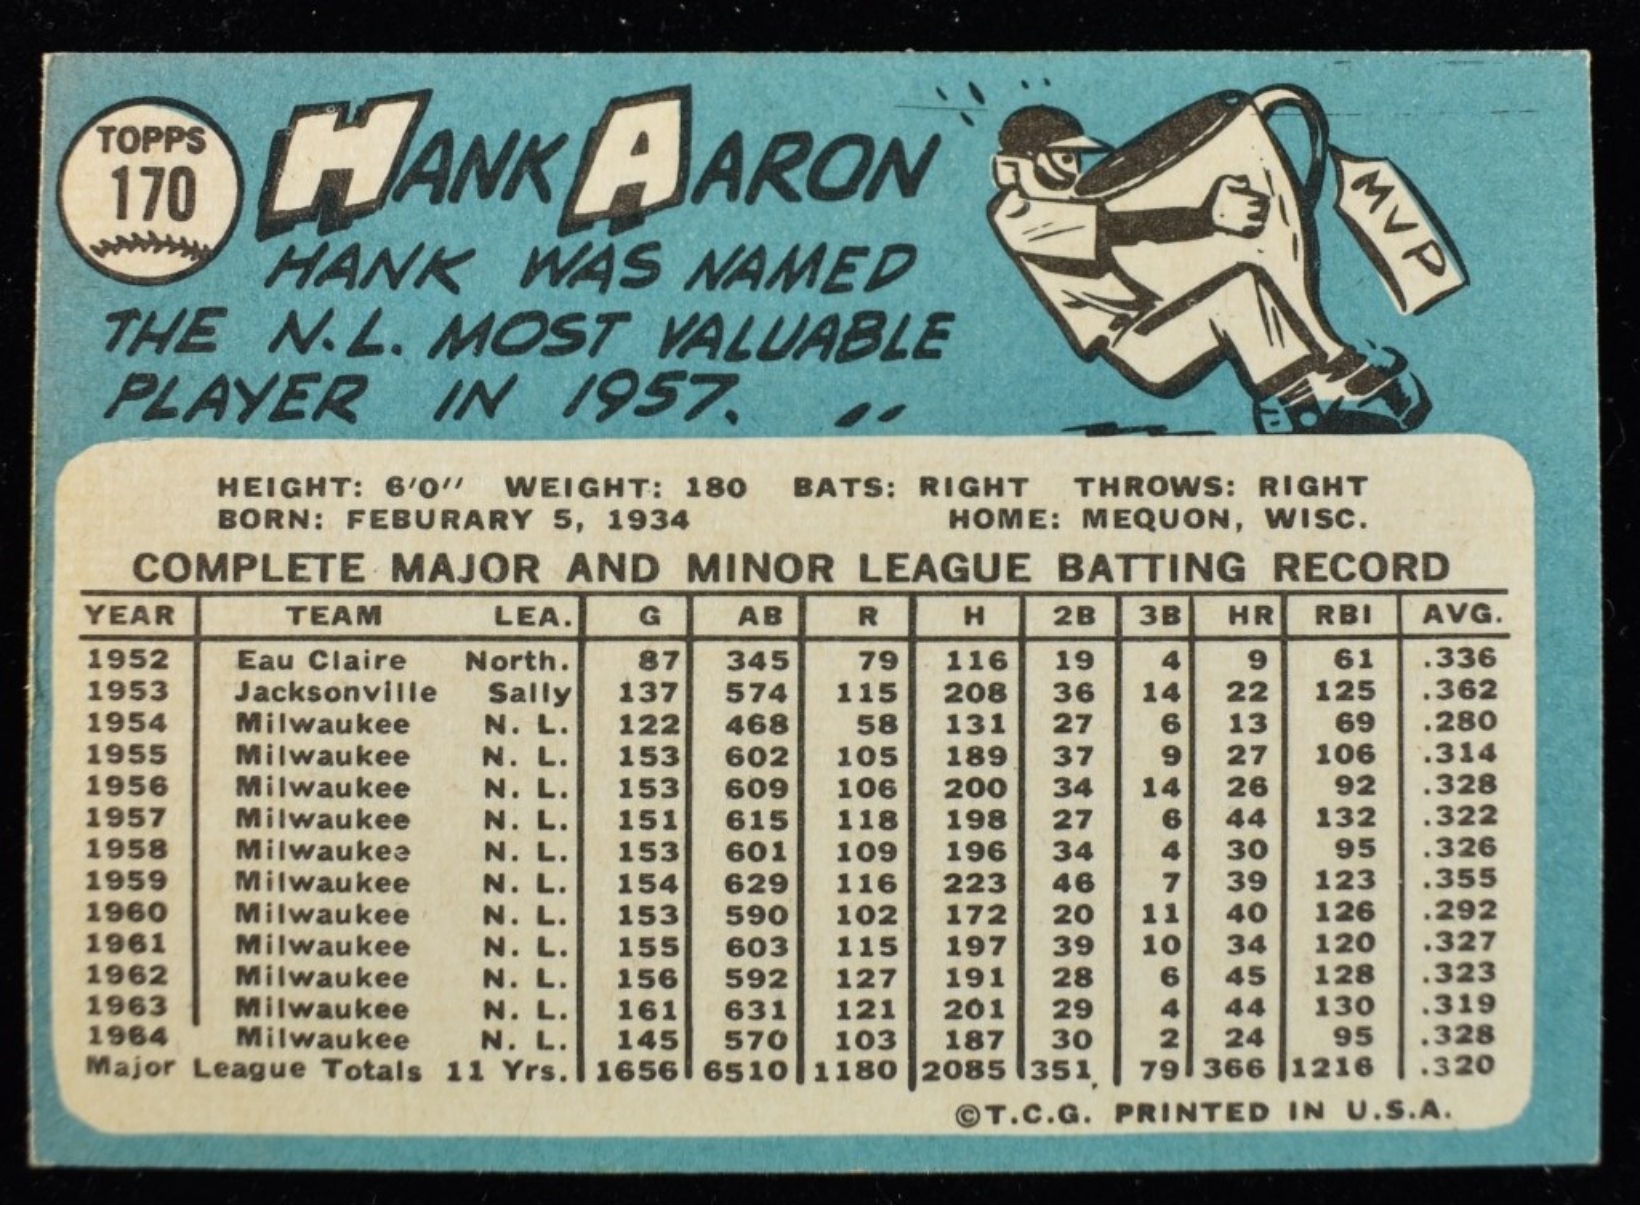 TOPPS
170
HANK AARON
MVP
HANK WAS NAMED
THE N.L. MOST VALUABLE
PLAYER IN 1957.
HEIGHT: 6'0" WEIGHT: 180 BATS: RIGHT THROWS: RIGHT
BORN: FEBURARY 5, 1934 HOME: MEQUON, WISC.
COMPLETE MAJOR AND MINOR LEAGUE BATTING RECORD
YEAR TEAM LEA. G AB R H 2B 3B HR RBI AVG.
1952 Eau Claire North. 87 345 79 116 19 4 9 61 .336
1953 Jacksonville Sally 137 574 115 208 36 14 22 125 .362
1954 Milwaukee N. L. 122 468 58 131 27 6 13 69 .280
1955 Milwaukee N. L. 153 602 105 189 37 9 27 106 .314
1956 Milwaukee N. L. 153 609 106 200 34 14 26 92 .328
1957 Milwaukee N. L. 151 615 118 198 27 6 44 132 .322
1958 Milwaukee N. L. 153 601 109 196 34 4 30 95 .326
1959 Milwaukee N. L. 154 629 116 223 46 7 39 123 .355
1960 Milwaukee N. L. 153 590 102 172 20 11 40 126 .292
1961 Milwaukee N. L. 155 603 115 197 39 10 34 120 .327
1962 Milwaukee N. L. 156 592 127 191 28 6 45 128 .323
1963 Milwaukee N. L. 161 631 121 201 29 4 44 130 .319
1964 Milwaukee N. L. 145 570 103 187 30 2 24 95 .328
Major League Totals 11 Yrs. 1656 6510 1180 2085 351 79 366 1216 .320
©T.C.G. PRINTED IN U.S.A.